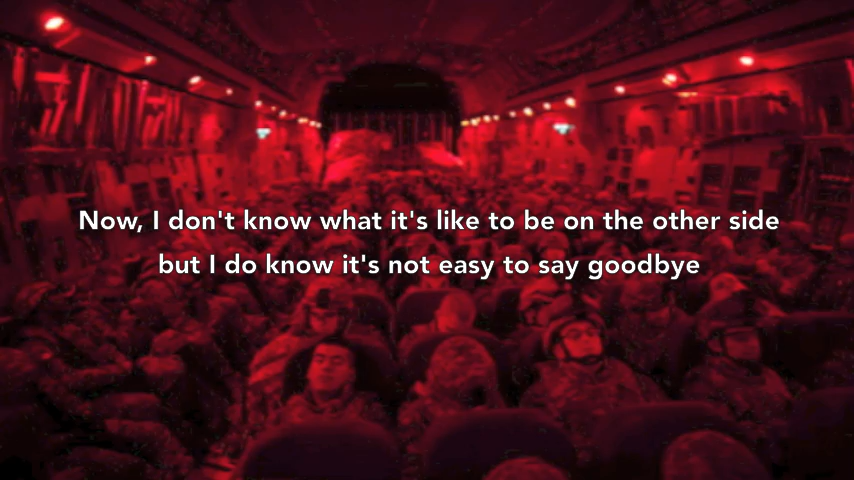 Now, I don't know what it's like to be on the other side
but I do know it's not easy to say goodbye